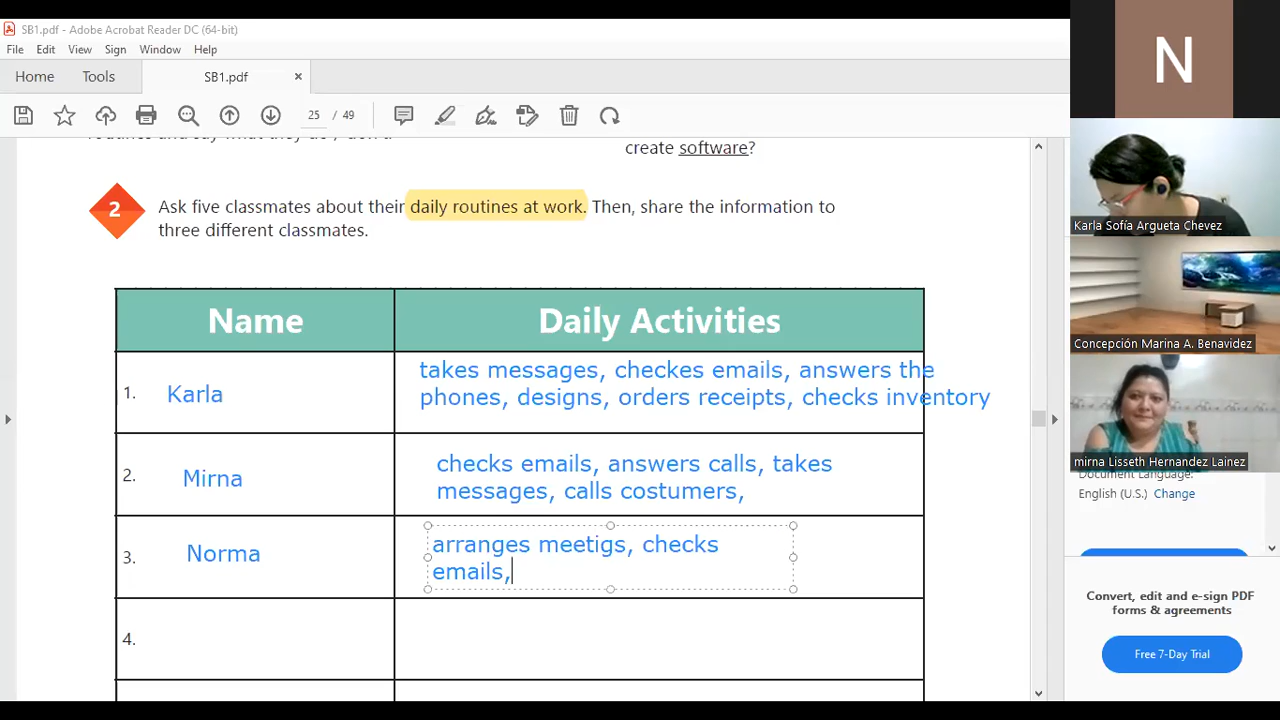 SB1.pdf - Adobe Acrobat Reader DC (64-bit)
File Edit View Sign Window Help
Home Tools SB1.pdf ×
25 / 49
create software?
2 Ask five classmates about their daily routines at work. Then, share the information to
three different classmates.
Name Daily Activities
1. Karla takes messages, checkes emails, answers the
phones, designs, orders receipts, checks inventory
2. Mirna checks emails, answers calls, takes
messages, calls costumers,
3. Norma arranges meetigs, checks
emails,
4.
N
Karla Sofía Argueta Chevez
Concepción Marina A. Benavidez
mirna Lisseth Hernandez Lainez
Document Language:
English (U.S.) Change
Convert, edit and e-sign PDF
forms & agreements
Free 7-Day Trial